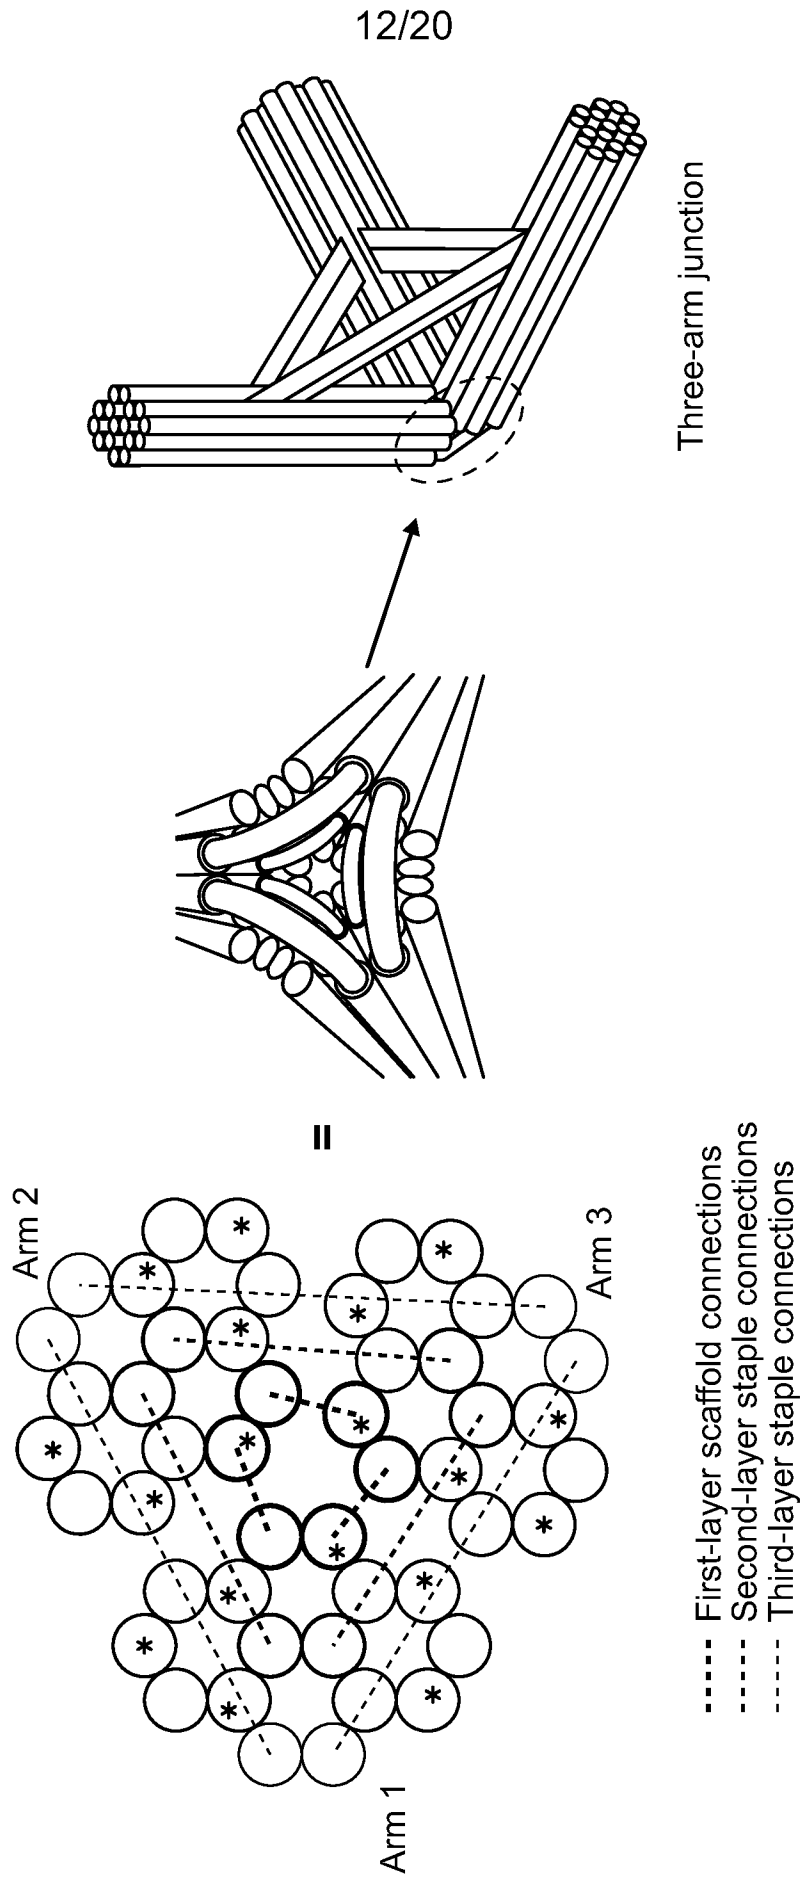 12/20
Three-arm junction
=
Arm 1
Arm 2
Arm 3
First-layer scaffold connections
Second-layer staple connections
Third-layer staple connections